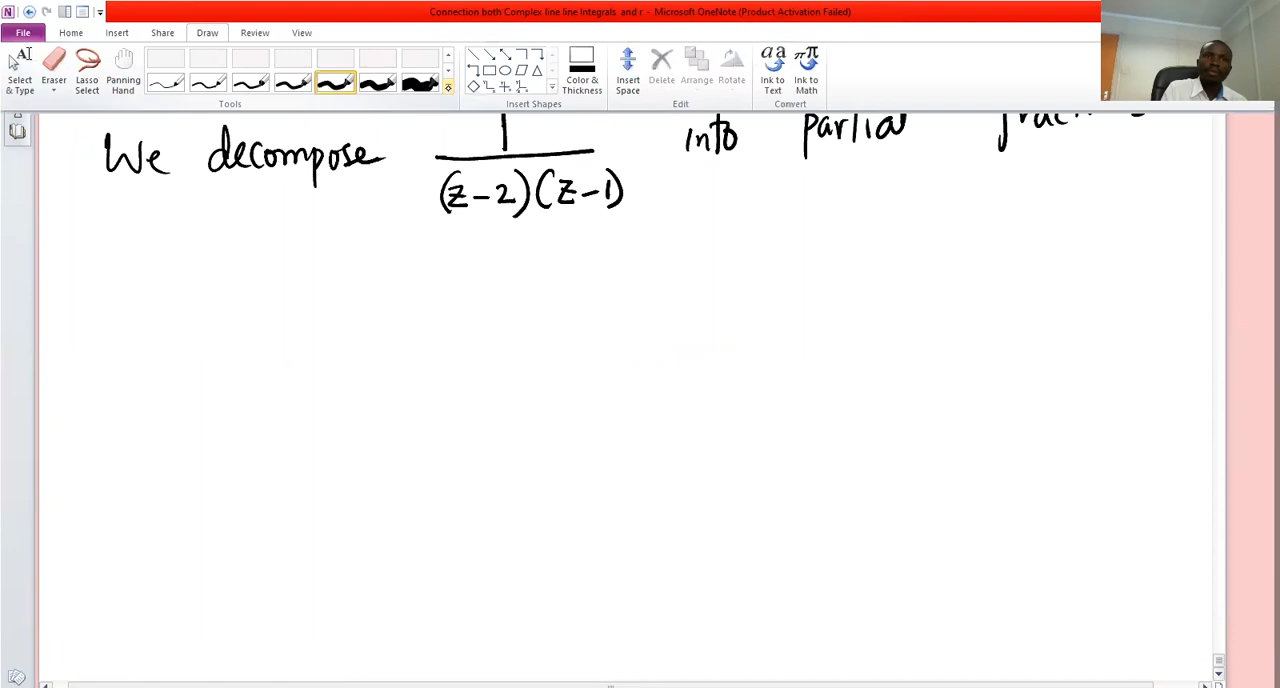 Connection both Complex line line Integrals and r - Microsoft OneNote (Product Activation Failed)
File Home Insert Share Draw Review View
Select & Type Eraser Lasso Select Panning Hand Color & Thickness Insert Space Delete Arrange Rotate Ink to Text Ink to Math
Tools Insert Shapes Edit Convert
We decompose 1/((z-2)(z-1)) into partial